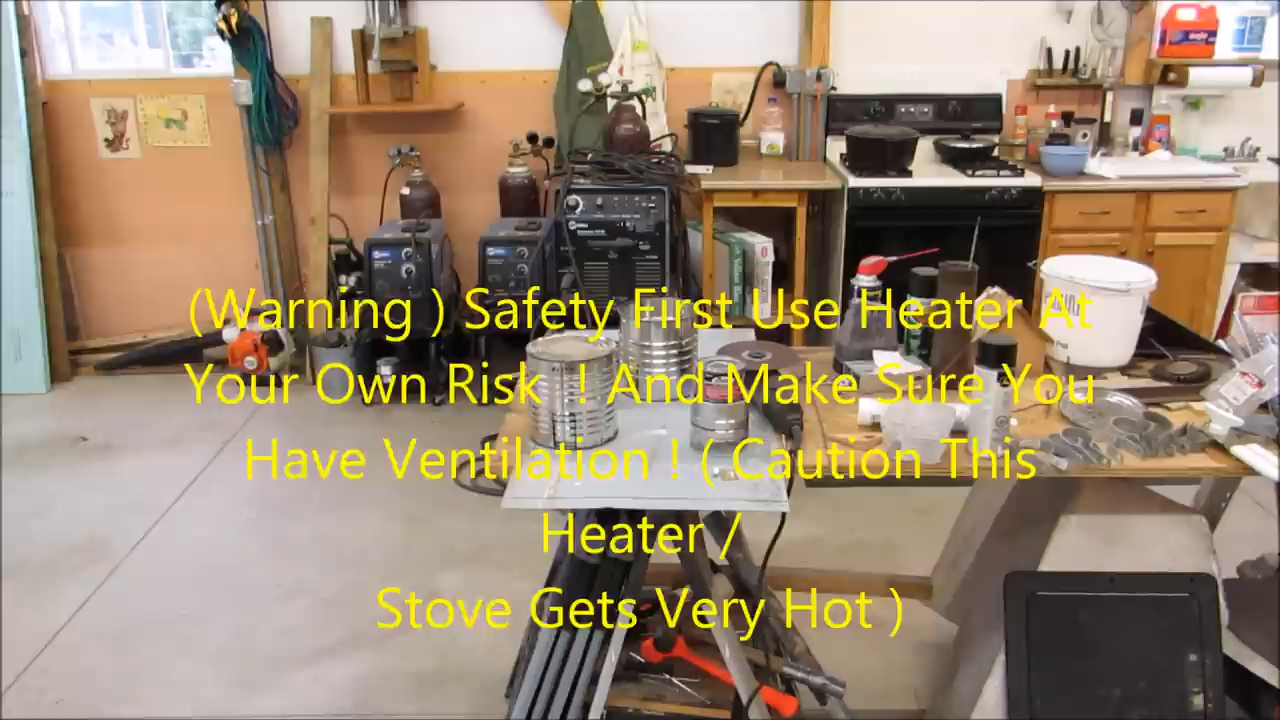 (Warning ) Safety First Use Heater At
Your Own Risk  ! And Make Sure You
Have Ventilation ! ( Caution This
Heater /
Stove Gets Very Hot )